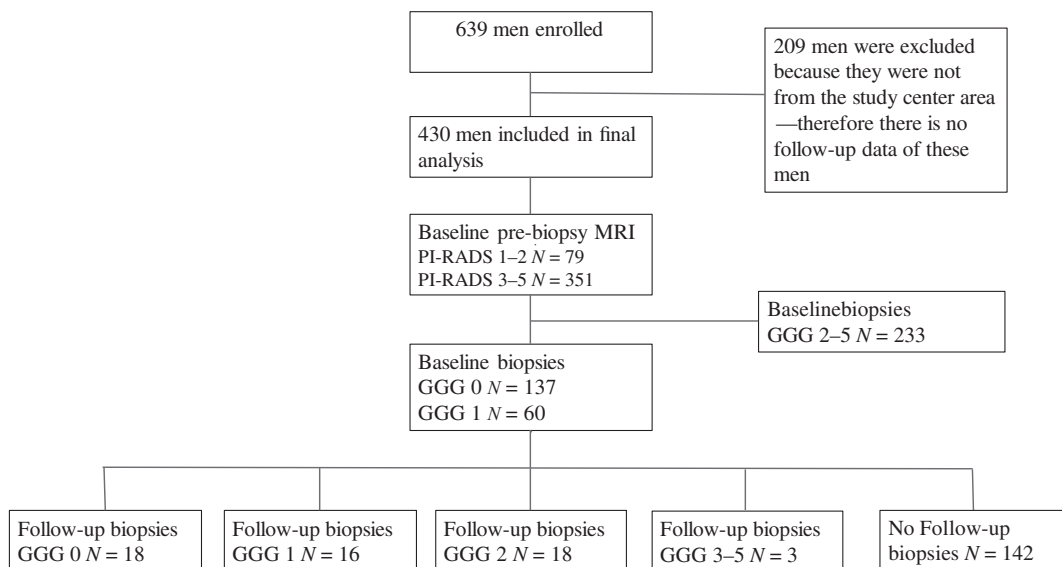 639 men enrolled
209 men were excluded
because they were not
from the study center area
—therefore there is no
follow-up data of these
men
430 men included in final
analysis
Baseline pre-biopsy MRI
PI-RADS 1–2 N = 79
PI-RADS 3–5 N = 351
Baselinebiopsies
GGG 2–5 N = 233
Baseline biopsies
GGG 0 N = 137
GGG 1 N = 60
Follow-up biopsies
GGG 0 N = 18
Follow-up biopsies
GGG 1 N = 16
Follow-up biopsies
GGG 2 N = 18
Follow-up biopsies
GGG 3–5 N = 3
No Follow-up
biopsies N = 142